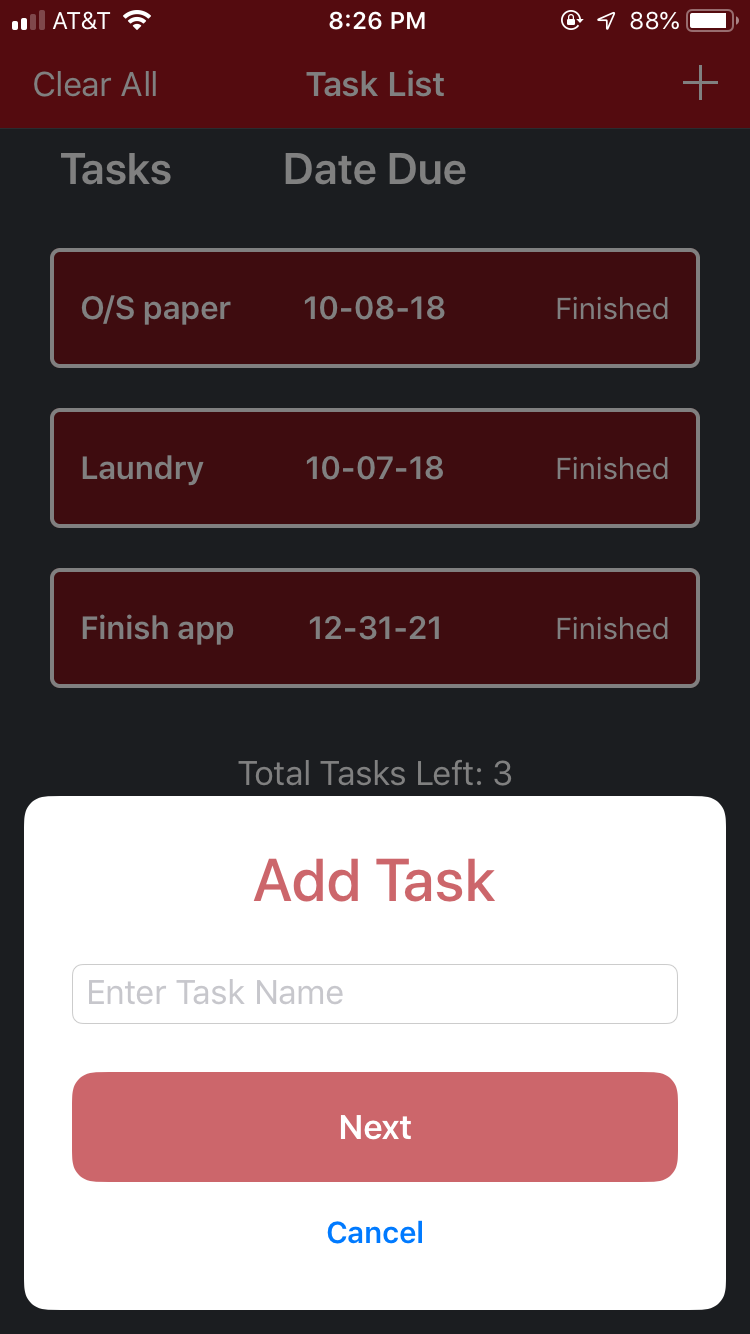 AT&T 8:26 PM 88%
Clear All Task List
Tasks Date Due
O/S paper 10-08-18 Finished
Laundry 10-07-18 Finished
Finish app 12-31-21 Finished
Total Tasks Left: 3
Add Task
Enter Task Name
Next
Cancel